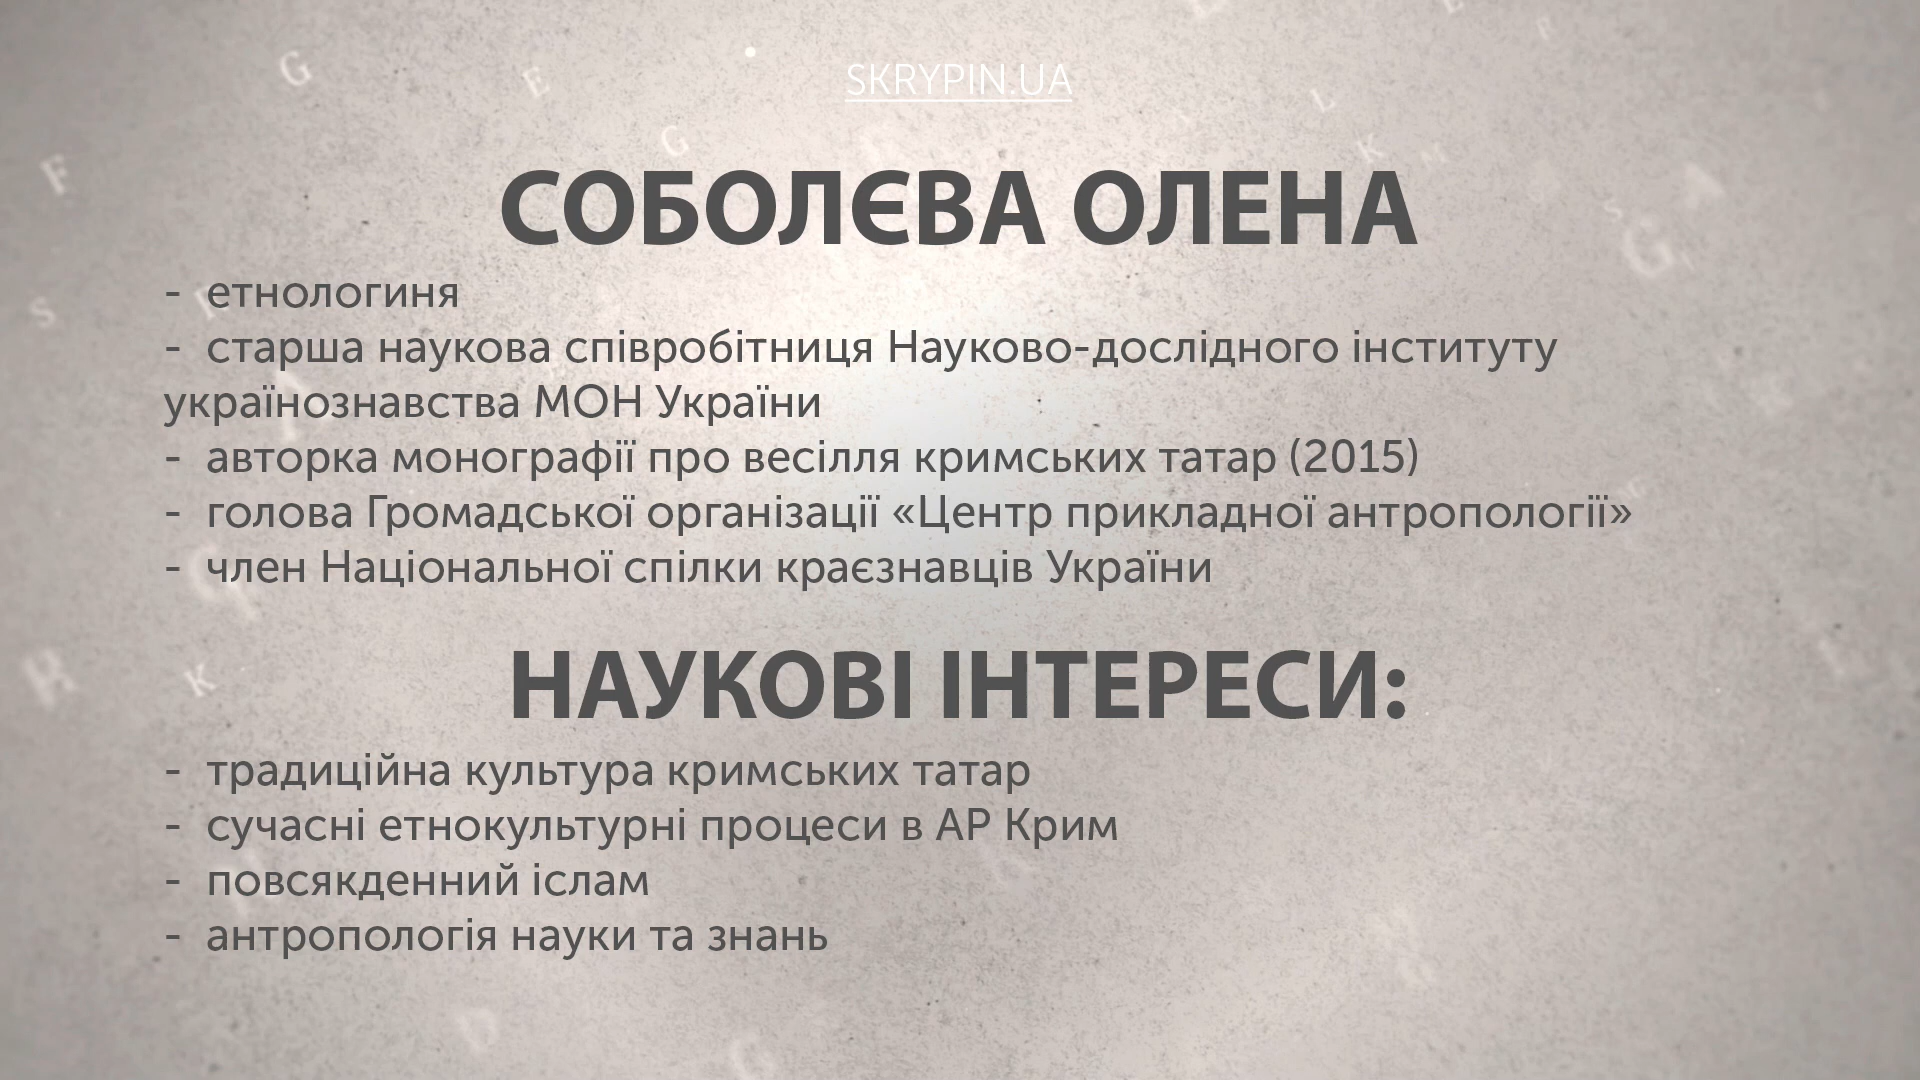 SKRYPIN.UA
СОБОЛЄВА ОЛЕНА
- етнологиня
- старша наукова співробітниця Науково-дослідного інституту
українознавства МОН України
- авторка монографії про весілля кримських татар (2015)
- голова Громадської організації «Центр прикладної антропології»
- член Національної спілки краєзнавців України
НАУКОВІ ІНТЕРЕСИ:
- традиційна культура кримських татар
- сучасні етнокультурні процеси в АР Крим
- повсякденний іслам
- антропологія науки та знань